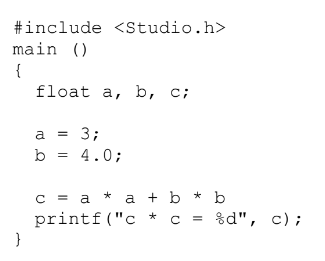 #include <Studio.h>
main ()
{
float a, b, c;
a = 3;
b = 4.0;
c = a * a + b * b
printf("c * c = %d", c);
}